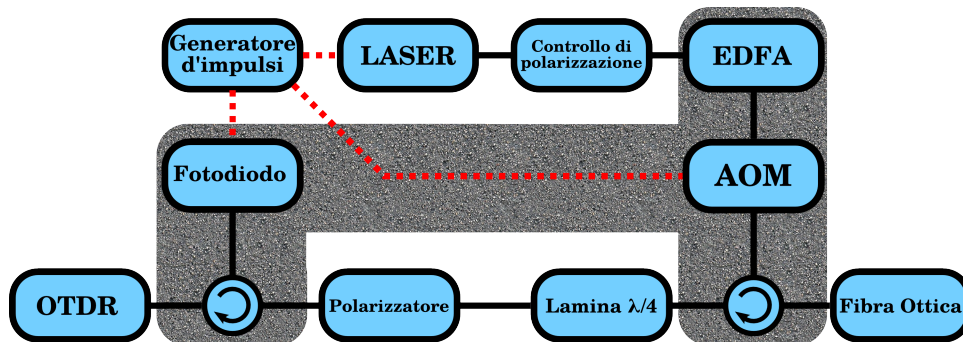 Generatore
d'impulsi
LASER
Controllo di
polarizzazione
EDFA
Fotodiodo
AOM
OTDR
Polarizzatore
Lamina λ/4
Fibra Ottica